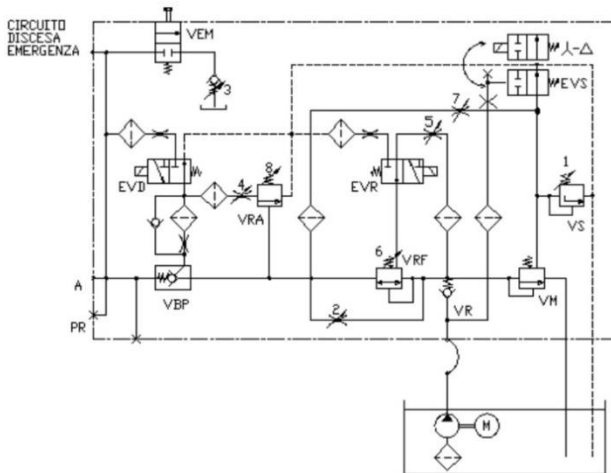 CIRCUITO
DISCESA
EMERGENZA
VEM
3
⅄-Δ
EVS
7
5
8
4
1
EVD
EVR
VRA
VS
6
VRF
A
VM
VBP
2
VR
PR
M